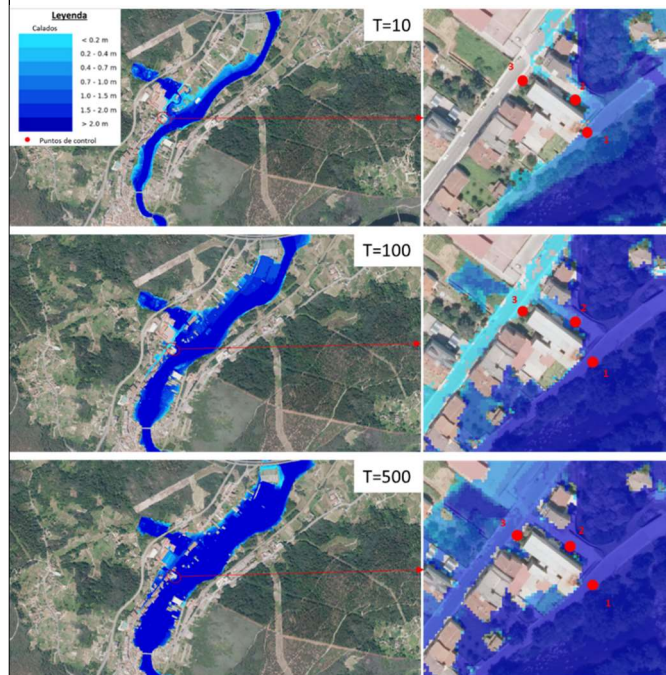 Leyenda
Calados
< 0.2 m
0.2 - 0.4 m
0.4 - 0.7 m
0.7 - 1.0 m
1.0 - 1.5 m
1.5 - 2.0 m
> 2.0 m
Puntos de control
T=10
3
2
1
T=100
3
2
1
T=500
3
2
1